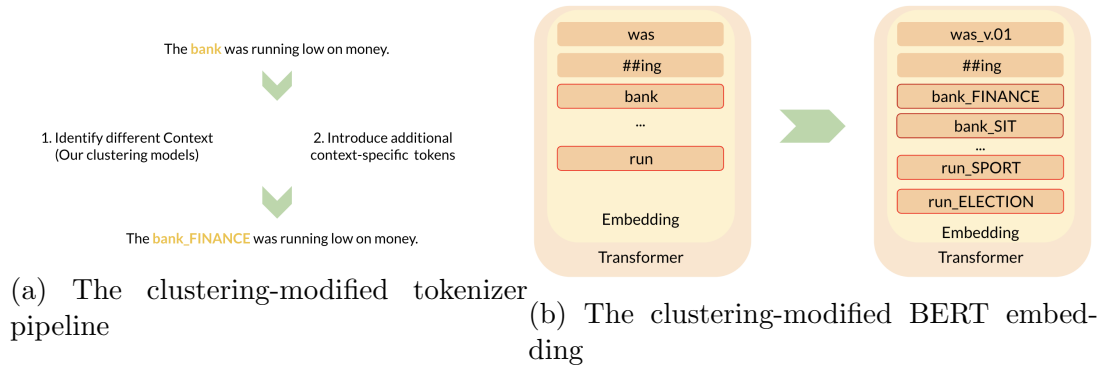 The bank was running low on money.
1. Identify different Context
(Our clustering models)
2. Introduce additional
context-specific tokens
The bank_FINANCE was running low on money.
(a) The clustering-modified tokenizer
pipeline
was
##ing
bank
...
run
Embedding
Transformer
was_v.01
##ing
bank_FINANCE
bank_SIT
...
run_SPORT
run_ELECTION
Embedding
Transformer
(b) The clustering-modified BERT embed-
ding